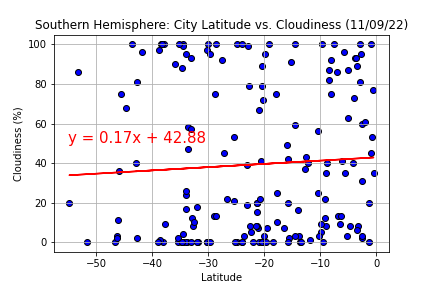 Southern Hemisphere: City Latitude vs. Cloudiness (11/09/22)
100
80
60
y = 0.17x + 42.88
40
20
0
Cloudiness (%)
−50 −40 −30 −20 −10 0
Latitude